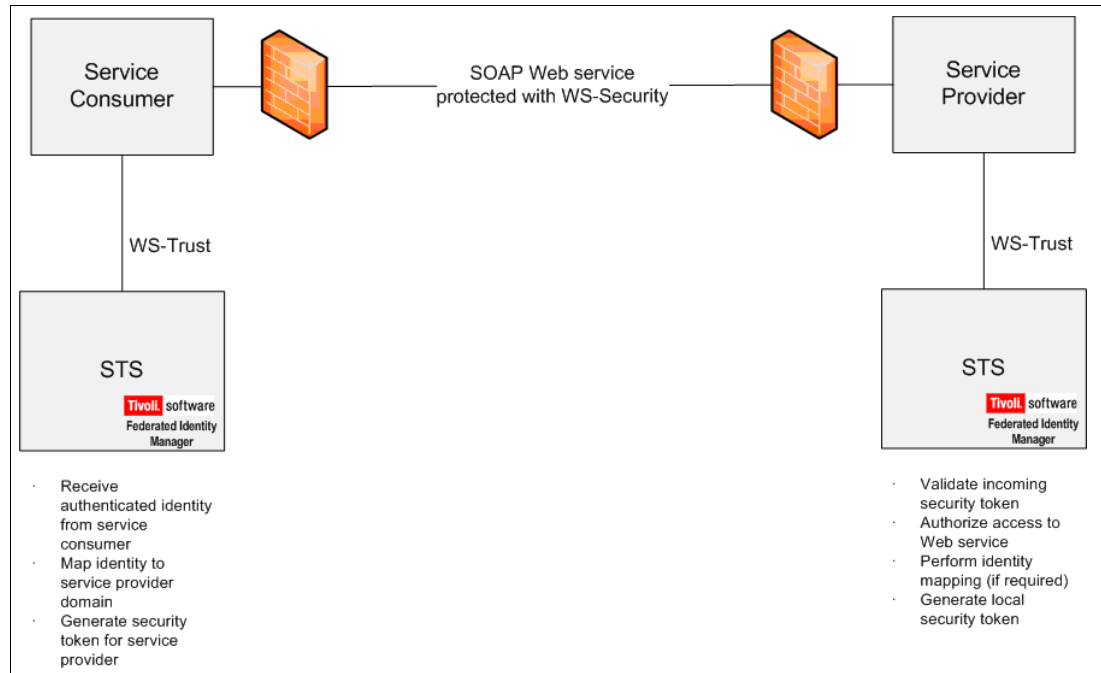 Service
Consumer
SOAP Web service
protected with WS-Security
Service
Provider
WS-Trust
WS-Trust
STS
Tivoli. software
Federated Identity
Manager
STS
Tivoli. software
Federated Identity
Manager
· Receive
authenticated identity
from service
consumer
· Map identity to
service provider
domain
· Generate security
token for service
provider
· Validate incoming
security token
· Authorize access to
Web service
· Perform identity
mapping (if required)
· Generate local
security token